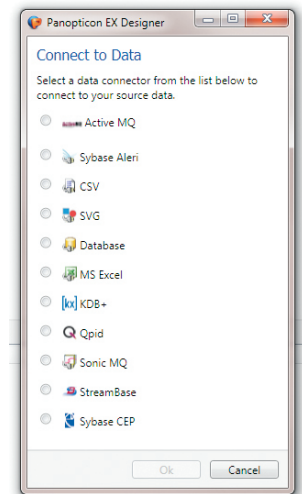 Panopticon EX Designer
Connect to Data
Select a data connector from the list below to
connect to your source data.
Active MQ
Sybase Aleri
CSV
SVG
Database
MS Excel
[kx] KDB+
Qpid
Sonic MQ
StreamBase
Sybase CEP
Ok Cancel